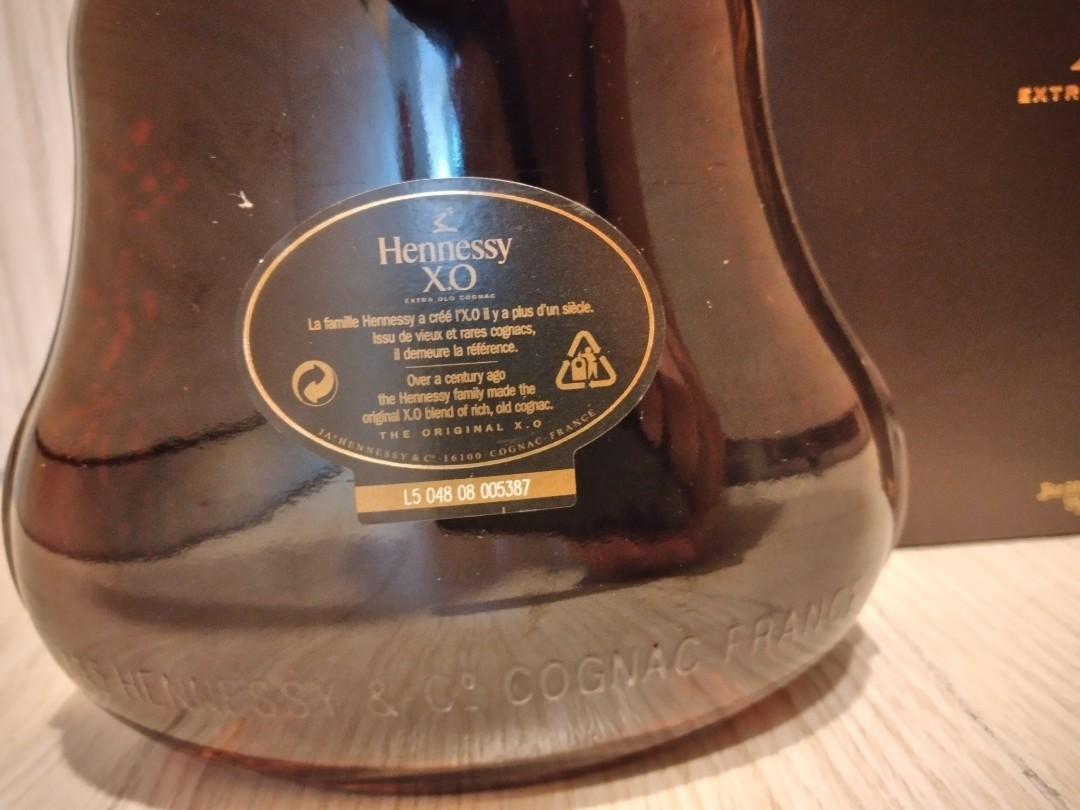 Hennessy
X.O
EXTRA OLD COGNAC
La famille Hennessy a créé l'X.O il y a plus d'un siècle.
Issu de vieux et rares cognacs,
il demeure la référence.
Over a century ago
the Hennessy family made the
original X.O blend of rich, old cognac.
THE ORIGINAL X.O
JAS HENNESSY & Cº - 16100 - COGNAC - FRANCE
L5 048 08 005387
HENNESSY & Cº COGNAC FRANCE
EXTR